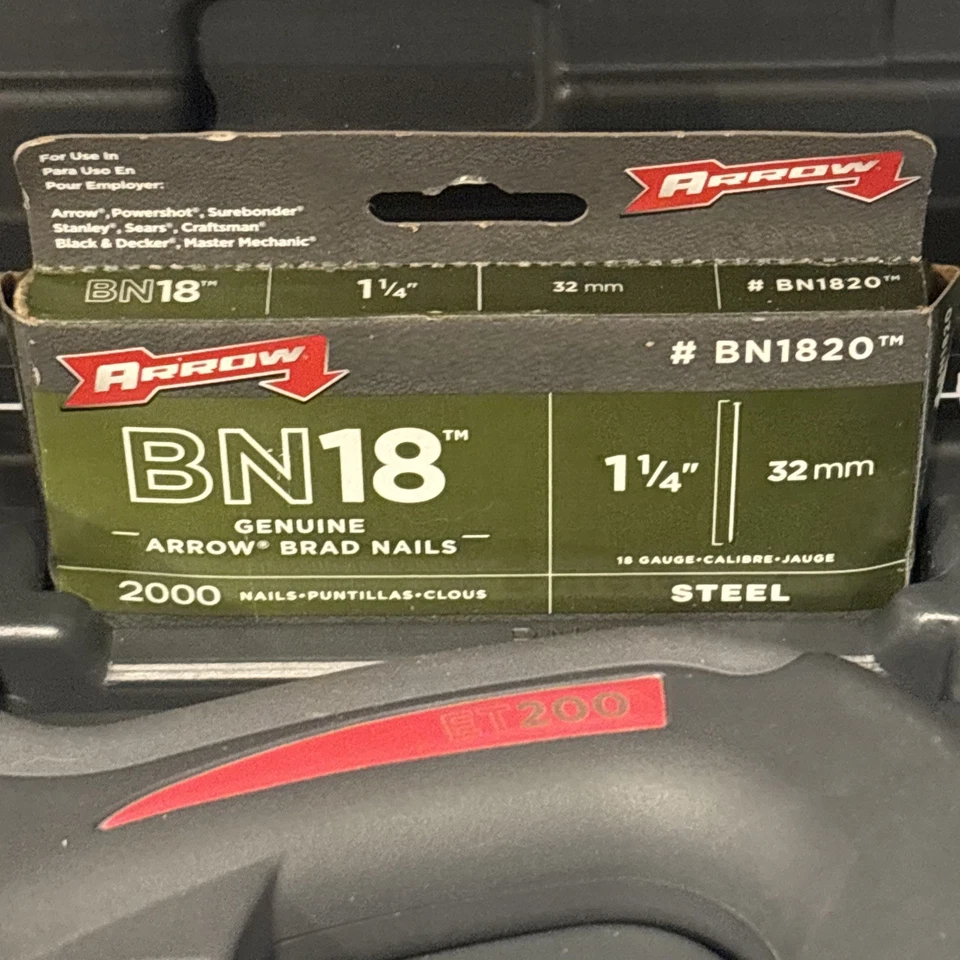 For Use In
Para Uso En
Pour Employer:
Arrow®, Powershot®, Surebonder®
Stanley®, Sears®, Craftsman®
Black & Decker®, Master Mechanic®
ARROW®
BN18™ 1¼" 32 mm # BN1820™
ARROW®
# BN1820™
BN18™
1¼" 32 mm
GENUINE
ARROW® BRAD NAILS
18 GAUGE•CALIBRE•JAUGE
2000 NAILS•PUNTILLAS•CLOUS
STEEL
ET200